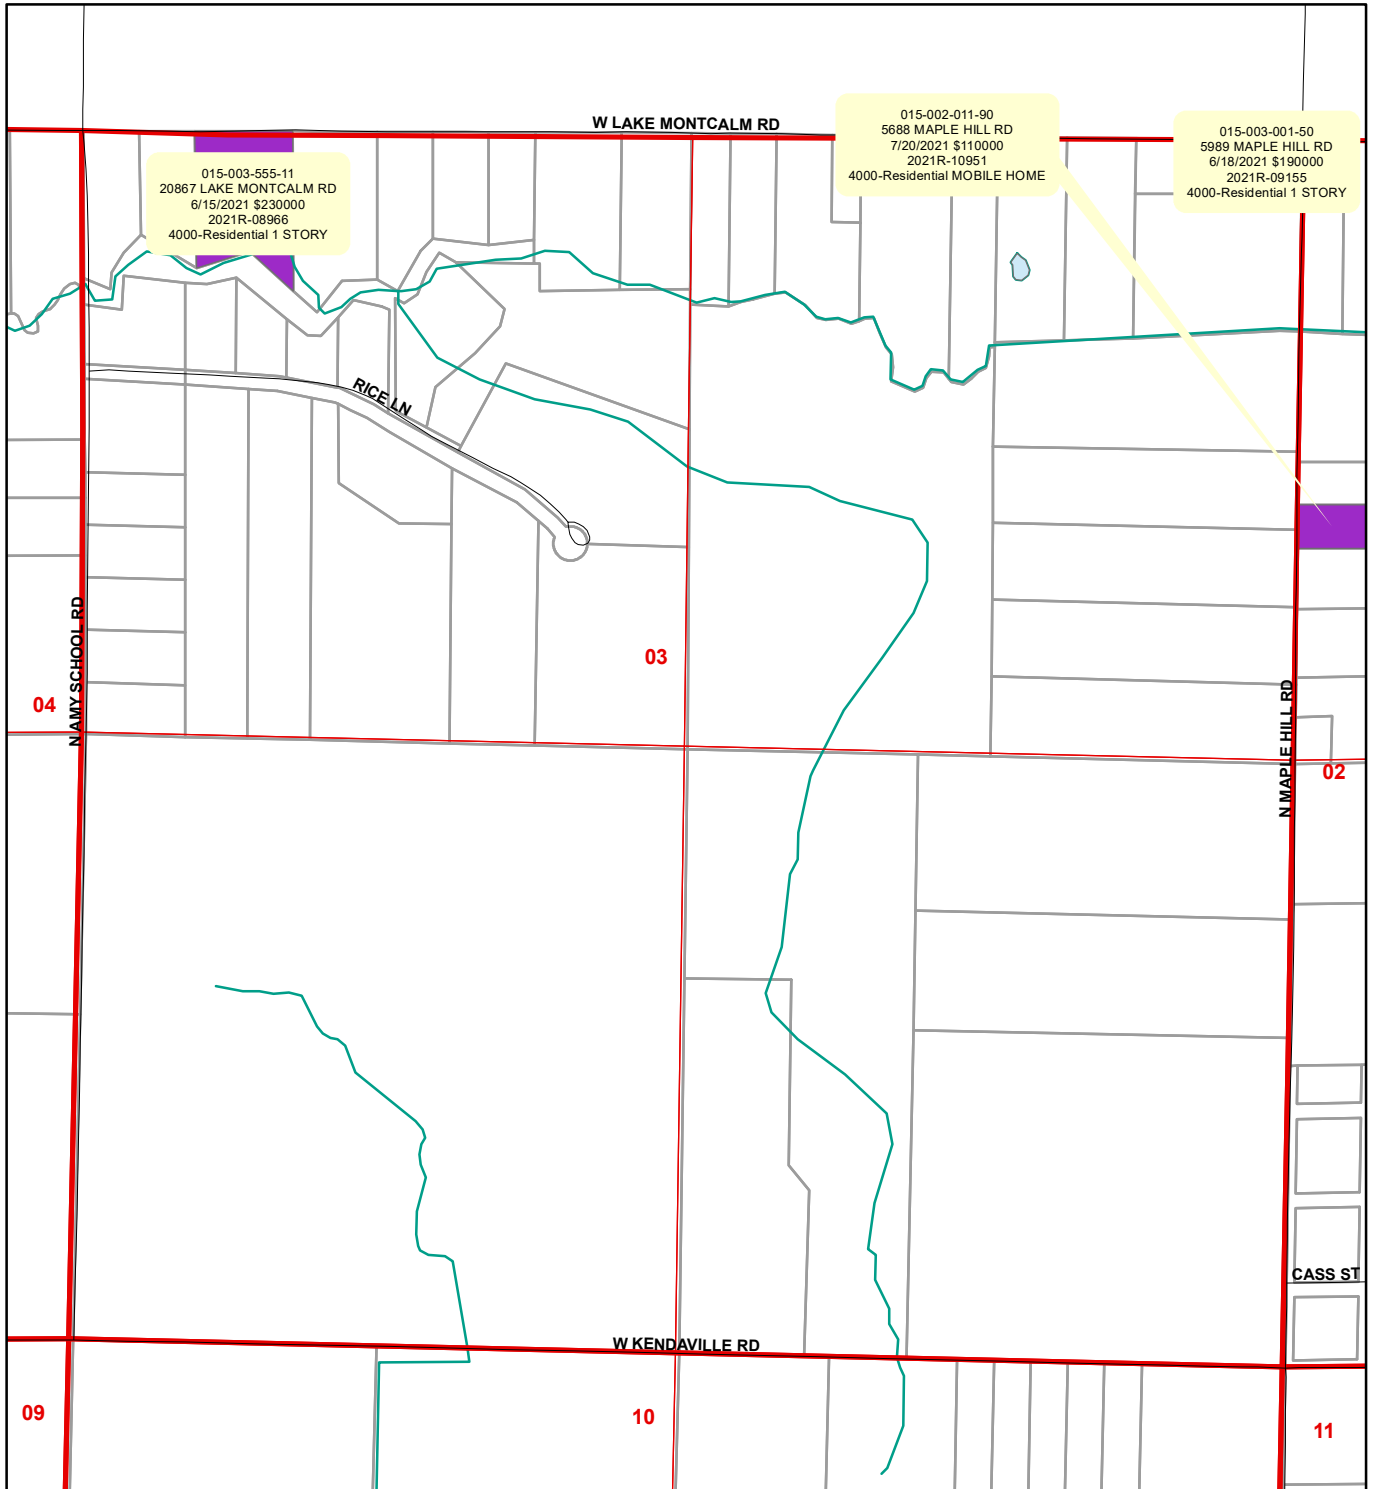 W LAKE MONTCALM RD
015-003-555-11
20867 LAKE MONTCALM RD
6/15/2021 $230000
2021R-08966
4000-Residential 1 STORY
015-002-011-90
5688 MAPLE HILL RD
7/20/2021 $110000
2021R-10951
4000-Residential MOBILE HOME
015-003-001-50
5989 MAPLE HILL RD
6/18/2021 $190000
2021R-09155
4000-Residential 1 STORY
RICE LN
N AMY SCHOOL RD
03
04
N MAPLE HILL RD
02
CASS ST
W KENDAVILLE RD
09
10
11